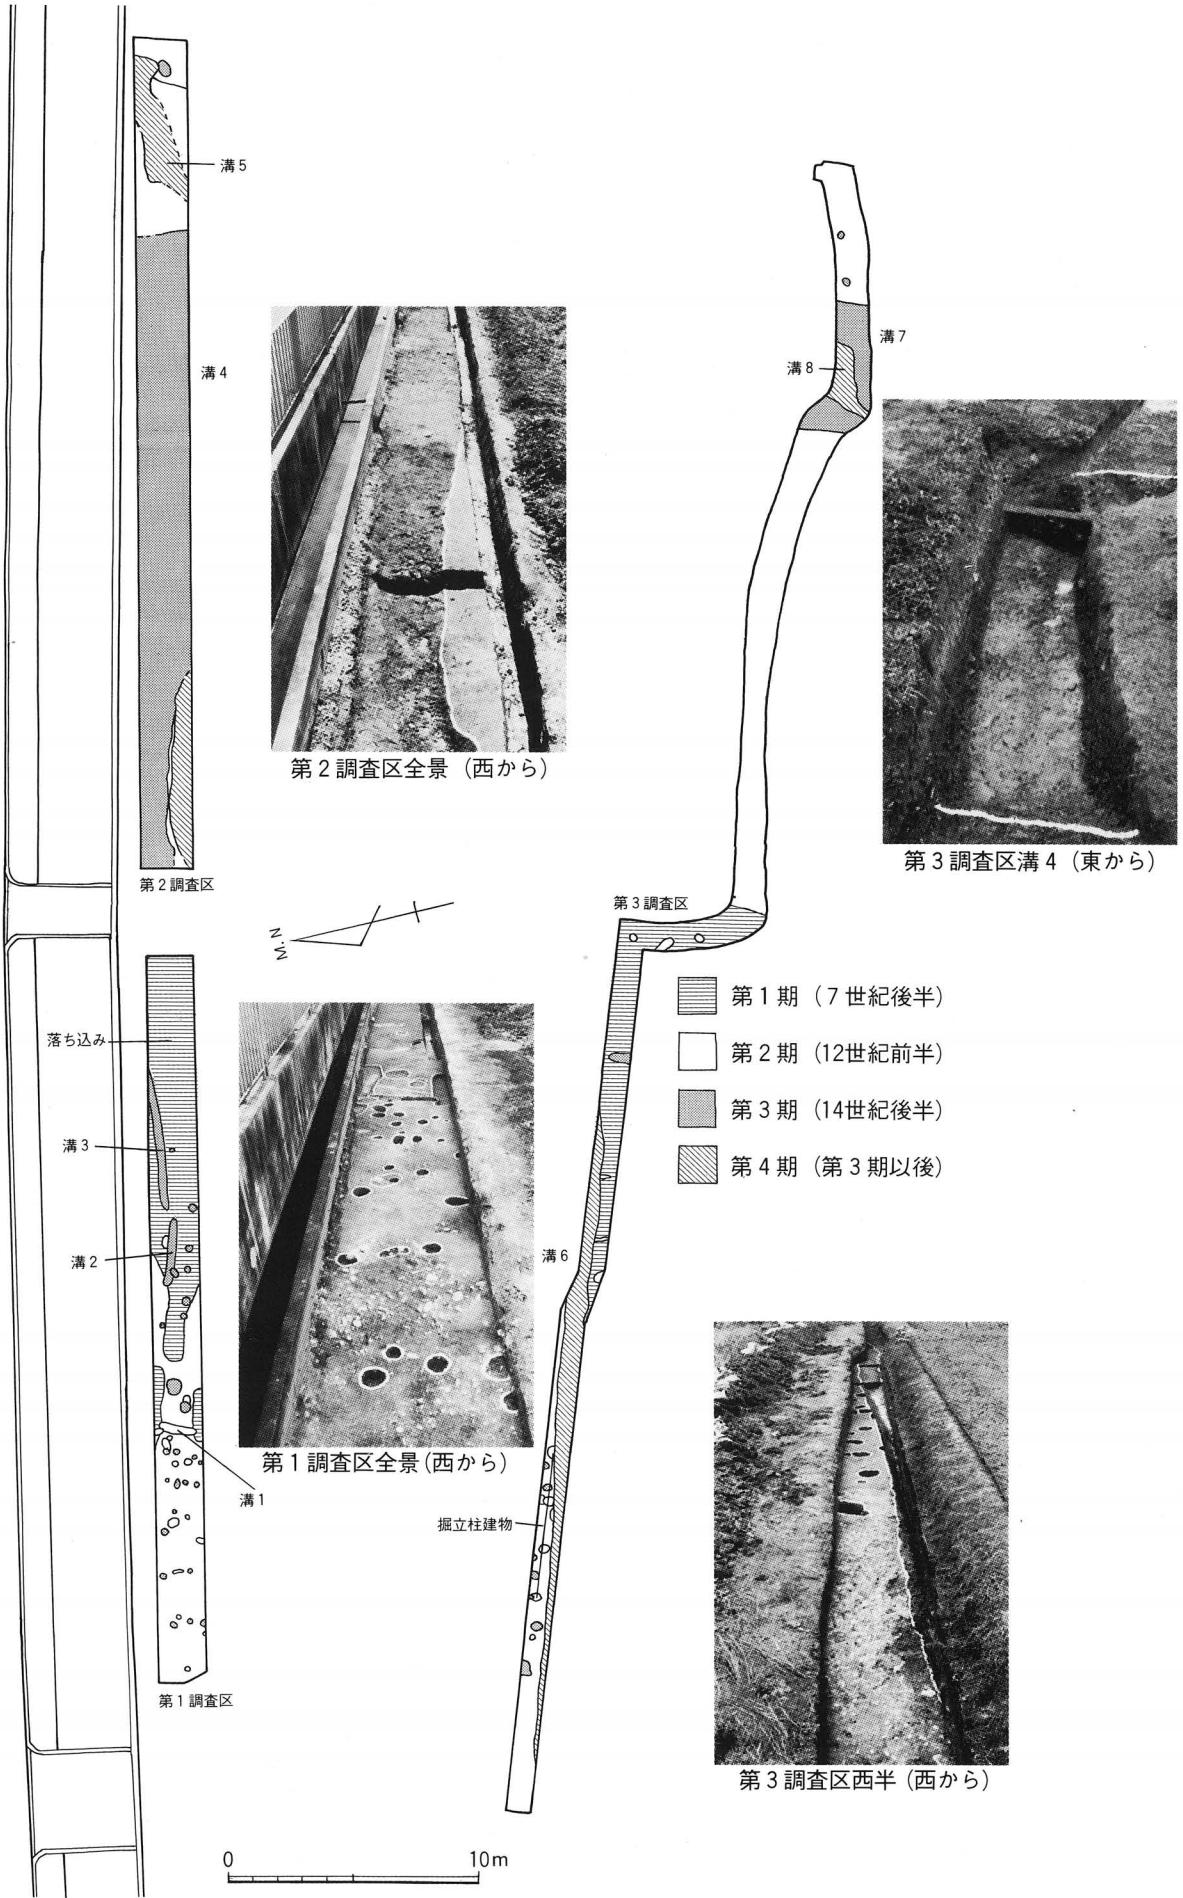 溝5
溝4
溝7
溝8
第2調査区全景（西から）
第3調査区溝4（東から）
第2調査区
第3調査区
N.M
第1期（7世紀後半）
第2期（12世紀前半）
第3期（14世紀後半）
第4期（第3期以後）
落ち込み
溝3
溝2
溝6
第1調査区全景（西から）
溝1
掘立柱建物
第1調査区
第3調査区西半（西から）
0 10m